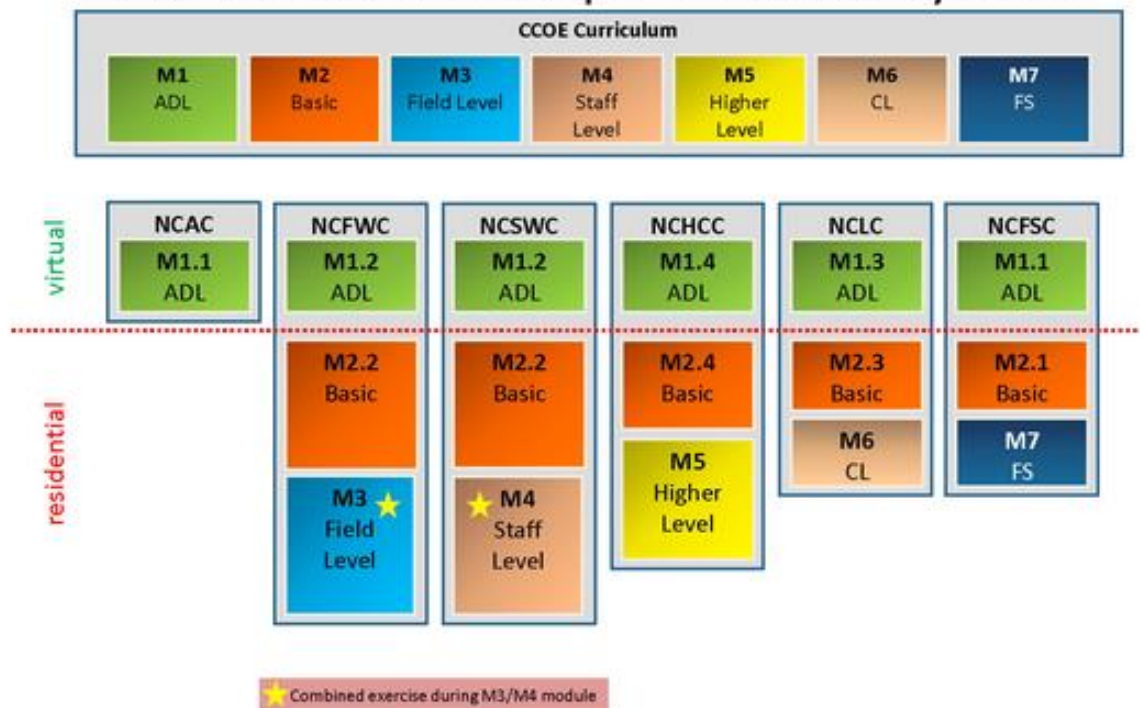 CCOE Curriculum
M1
ADL
M2
Basic
M3
Field Level
M4
Staff
Level
M5
Higher
Level
M6
CL
M7
FS
virtual
NCAC
M1.1
ADL
NCFWC
M1.2
ADL
NCSWC
M1.2
ADL
NCHCC
M1.4
ADL
NCLC
M1.3
ADL
NCFSC
M1.1
ADL
residential
M2.2
Basic
M3
Field
Level
M2.2
Basic
M4
Staff
Level
M2.4
Basic
M5
Higher
Level
M2.3
Basic
M6
CL
M2.1
Basic
M7
FS
Combined exercise during M3/M4 module